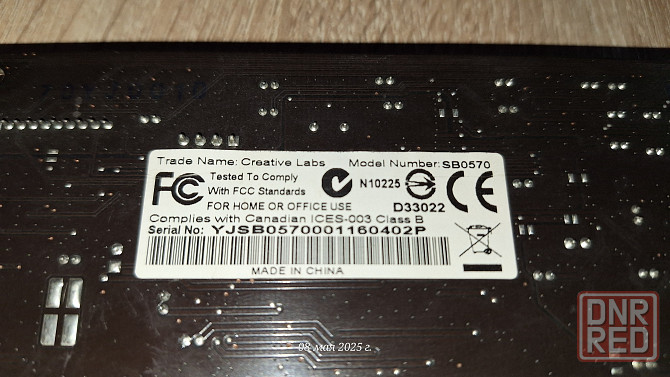 Trade Name: Creative Labs Model Number: SB0570
FC Tested To Comply
With FCC Standards
N10225
FOR HOME OR OFFICE USE D33022
CE
Complies with Canadian ICES-003 Class B
Serial No: YJSB0570001160402P
MADE IN CHINA
08 мая 2025 г.
DNR
RED